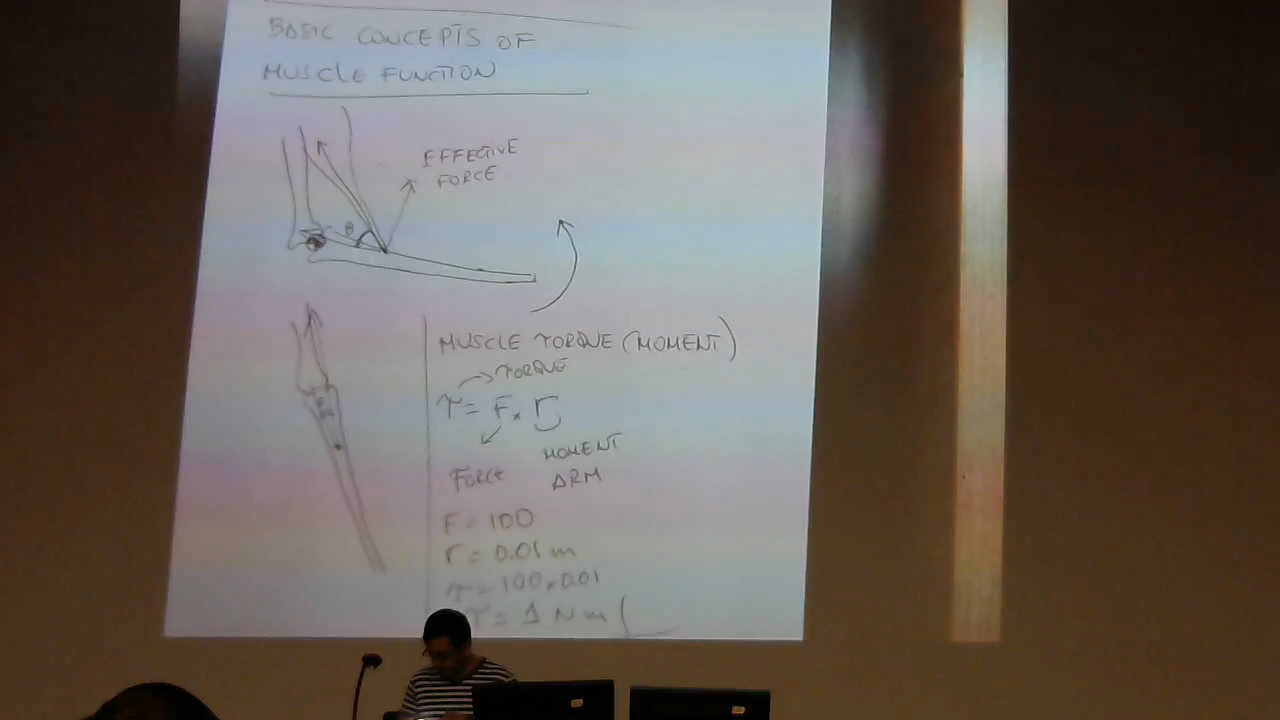 BASIC CONCEPTS OF
MUSCLE FUNCTION
EFFECTIVE
FORCE
θ
MUSCLE TORQUE (MOMENT)
TORQUE
τ = F × r
MOMENT
ARM
FORCE
F = 100
r = 0.01 m
τ = 100 × 0.01
τ = 1 N m